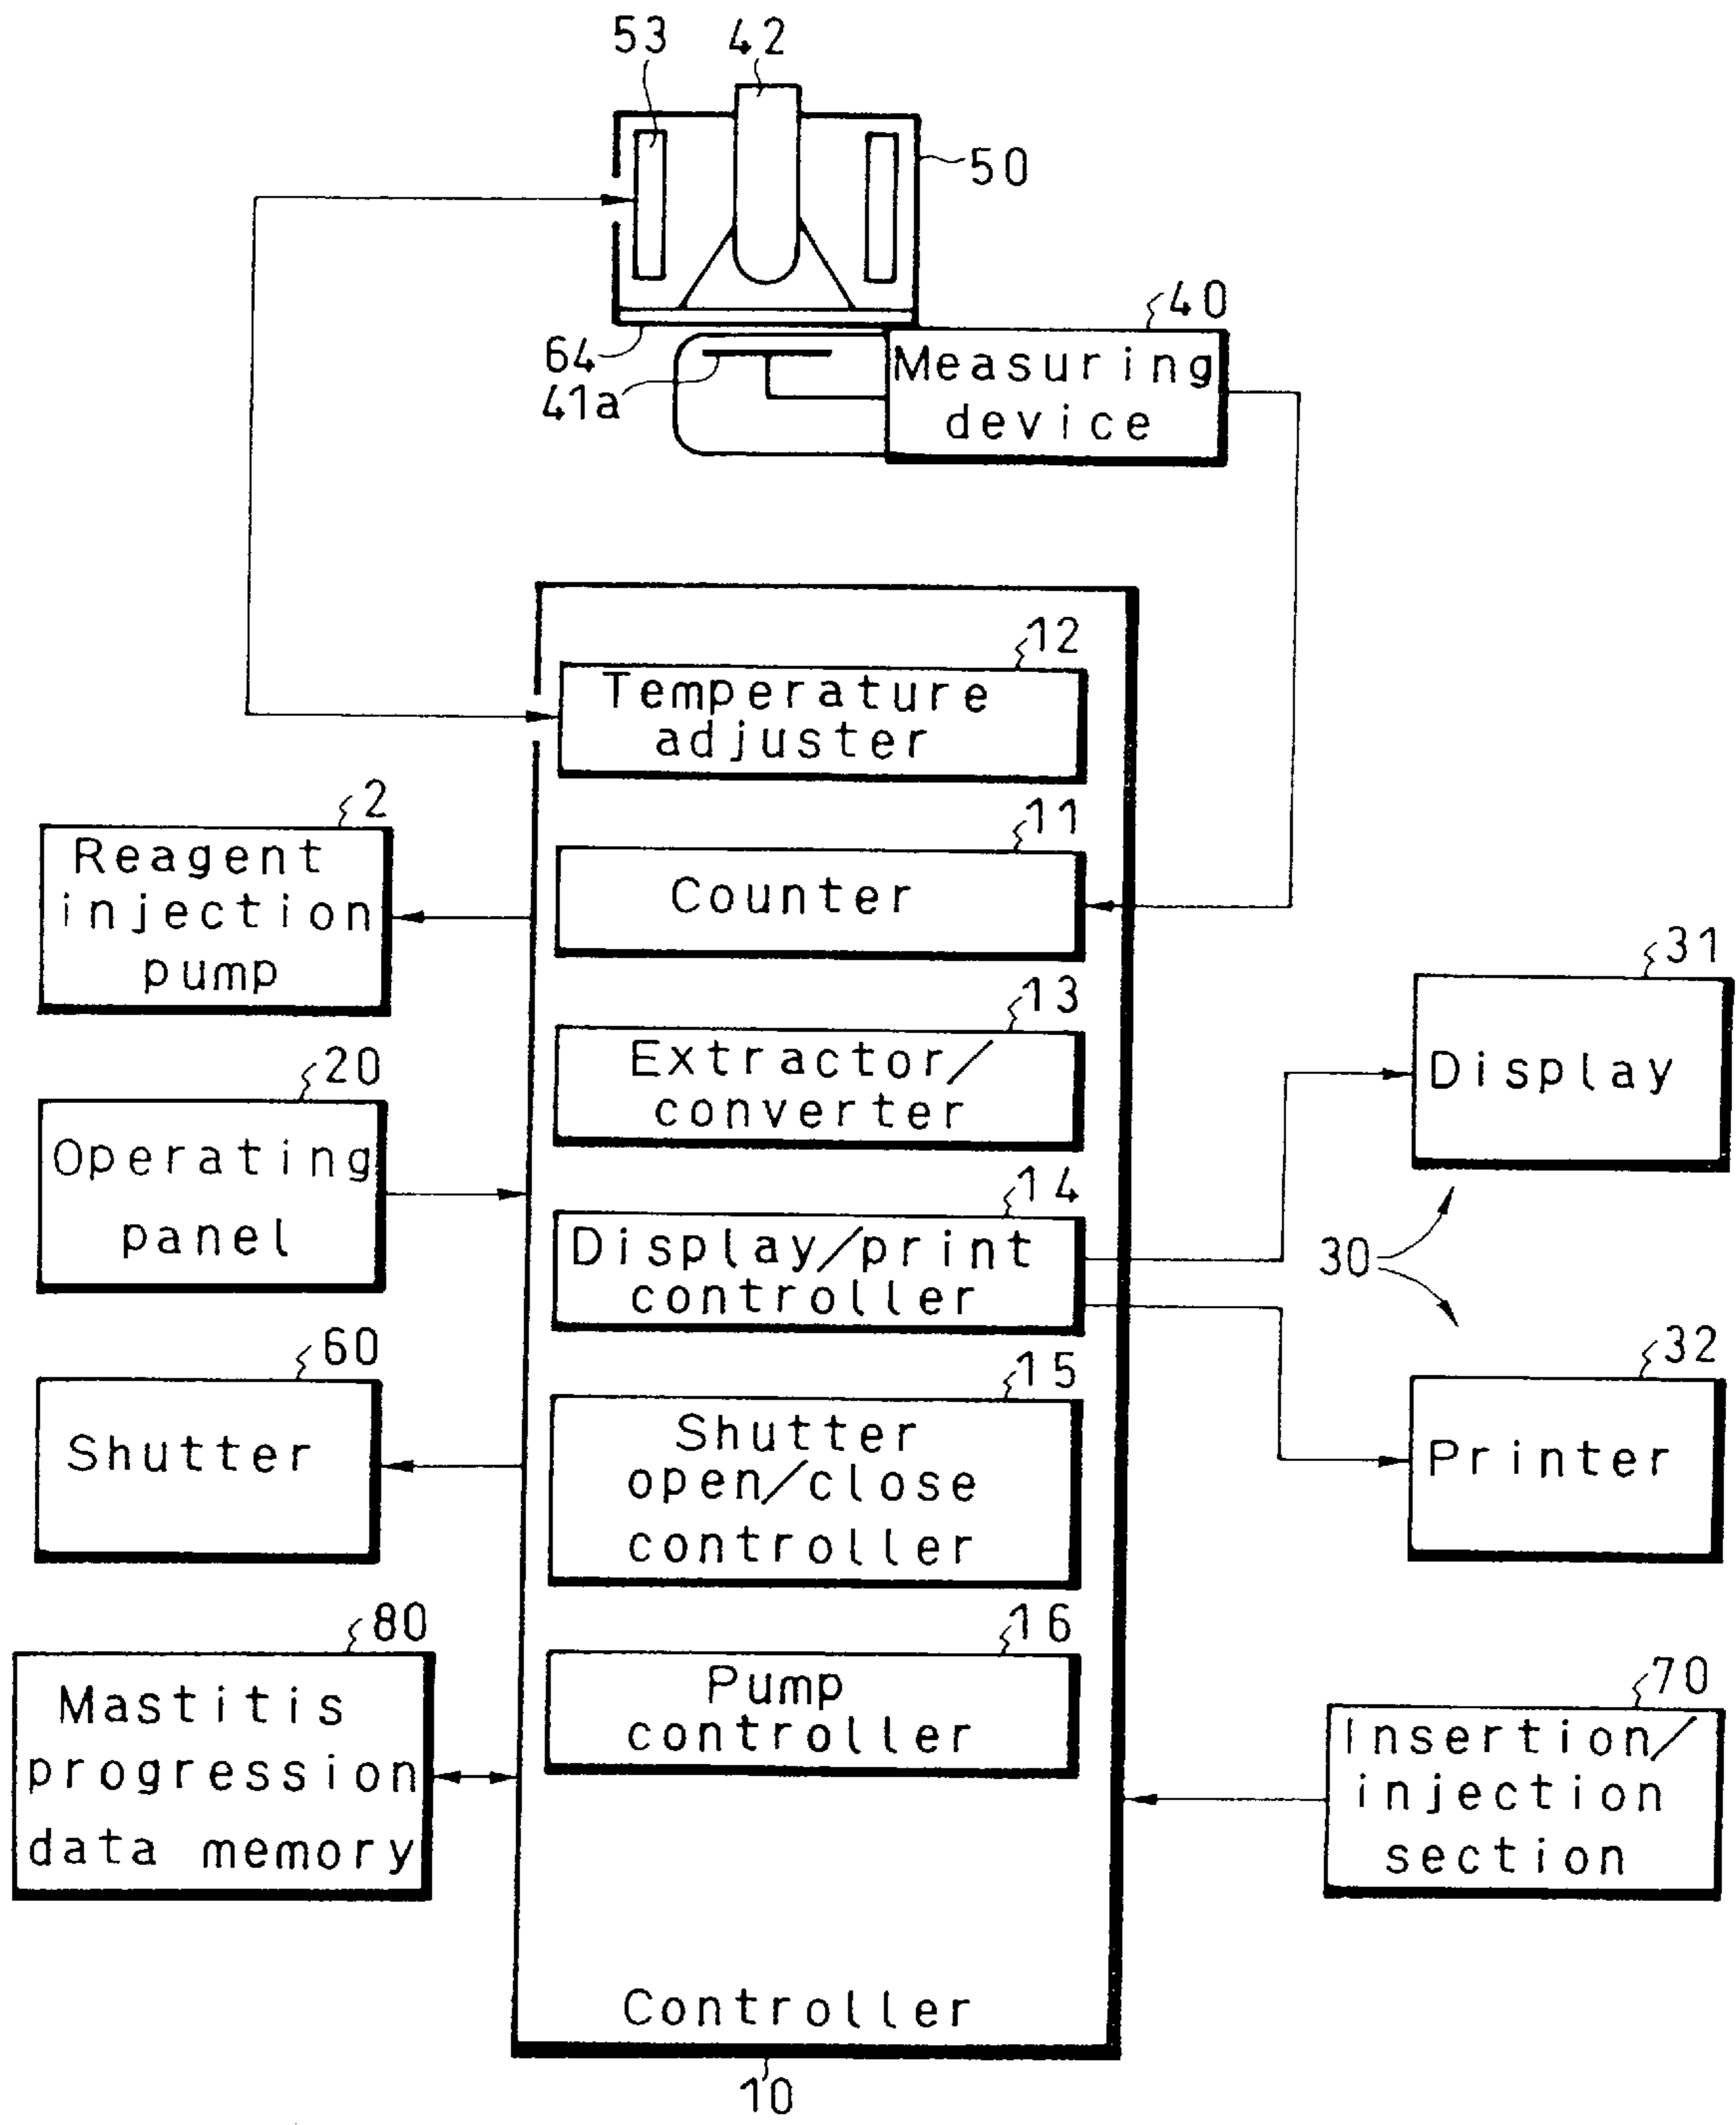 53
42
50
40
64
41a
Measuring
device
12
Temperature
adjuster
2
Reagent
injection
pump
11
Counter
31
Display
13
Extractor/
converter
20
Operating
panel
14
Display/print
controller
30
60
Shutter
15
Shutter
open/close
controller
32
Printer
80
Mastitis
progression
data memory
16
Pump
controller
70
Insertion/
injection
section
Controller
10